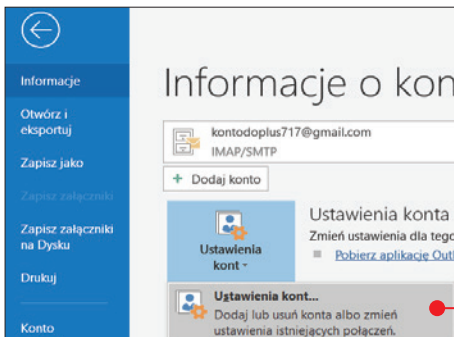 Informacje
Otwórz i
eksportuj
Zapisz jako
Zapisz załączniki
Zapisz załączniki
na Dysku
Drukuj
Konto
Informacje o kon
kontodoplus717@gmail.com
IMAP/SMTP
+ Dodaj konto
Ustawienia
kont
Ustawienia konta
Zmień ustawienia dla tego
Pobierz aplikację Outl
Ustawienia kont...
Dodaj lub usuń konta albo zmień
ustawienia istniejących połączeń.